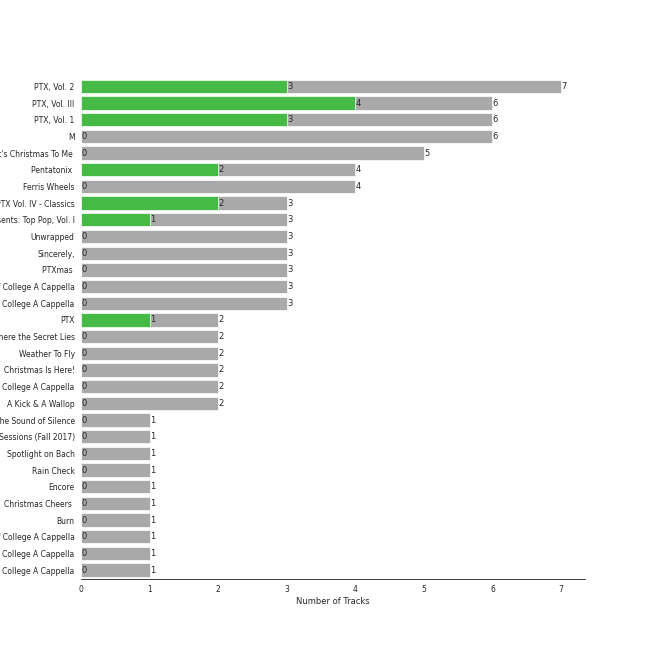 PTX, Vol. 2 3 7
PTX, Vol. III 4 6
PTX, Vol. 1 3 6
M 0 6
's Christmas To Me 0 5
Pentatonix 2 4
Ferris Wheels 0 4
PTX Vol. IV - Classics 2 3
ents: Top Pop, Vol. I 1 3
Unwrapped 0 3
Sincerely, 0 3
PTXmas 0 3
College A Cappella 0 3
College A Cappella 0 3
PTX 1 2
here the Secret Lies 0 2
Weather To Fly 0 2
Christmas Is Here! 0 2
College A Cappella 0 2
A Kick & A Wallop 0 2
he Sound of Silence 0 1
Sessions (Fall 2017) 0 1
Spotlight on Bach 0 1
Rain Check 0 1
Encore 0 1
Christmas Cheers 0 1
Burn 0 1
College A Cappella 0 1
College A Cappella 0 1
College A Cappella 0 1
0 1 2 3 4 5 6 7
Number of Tracks